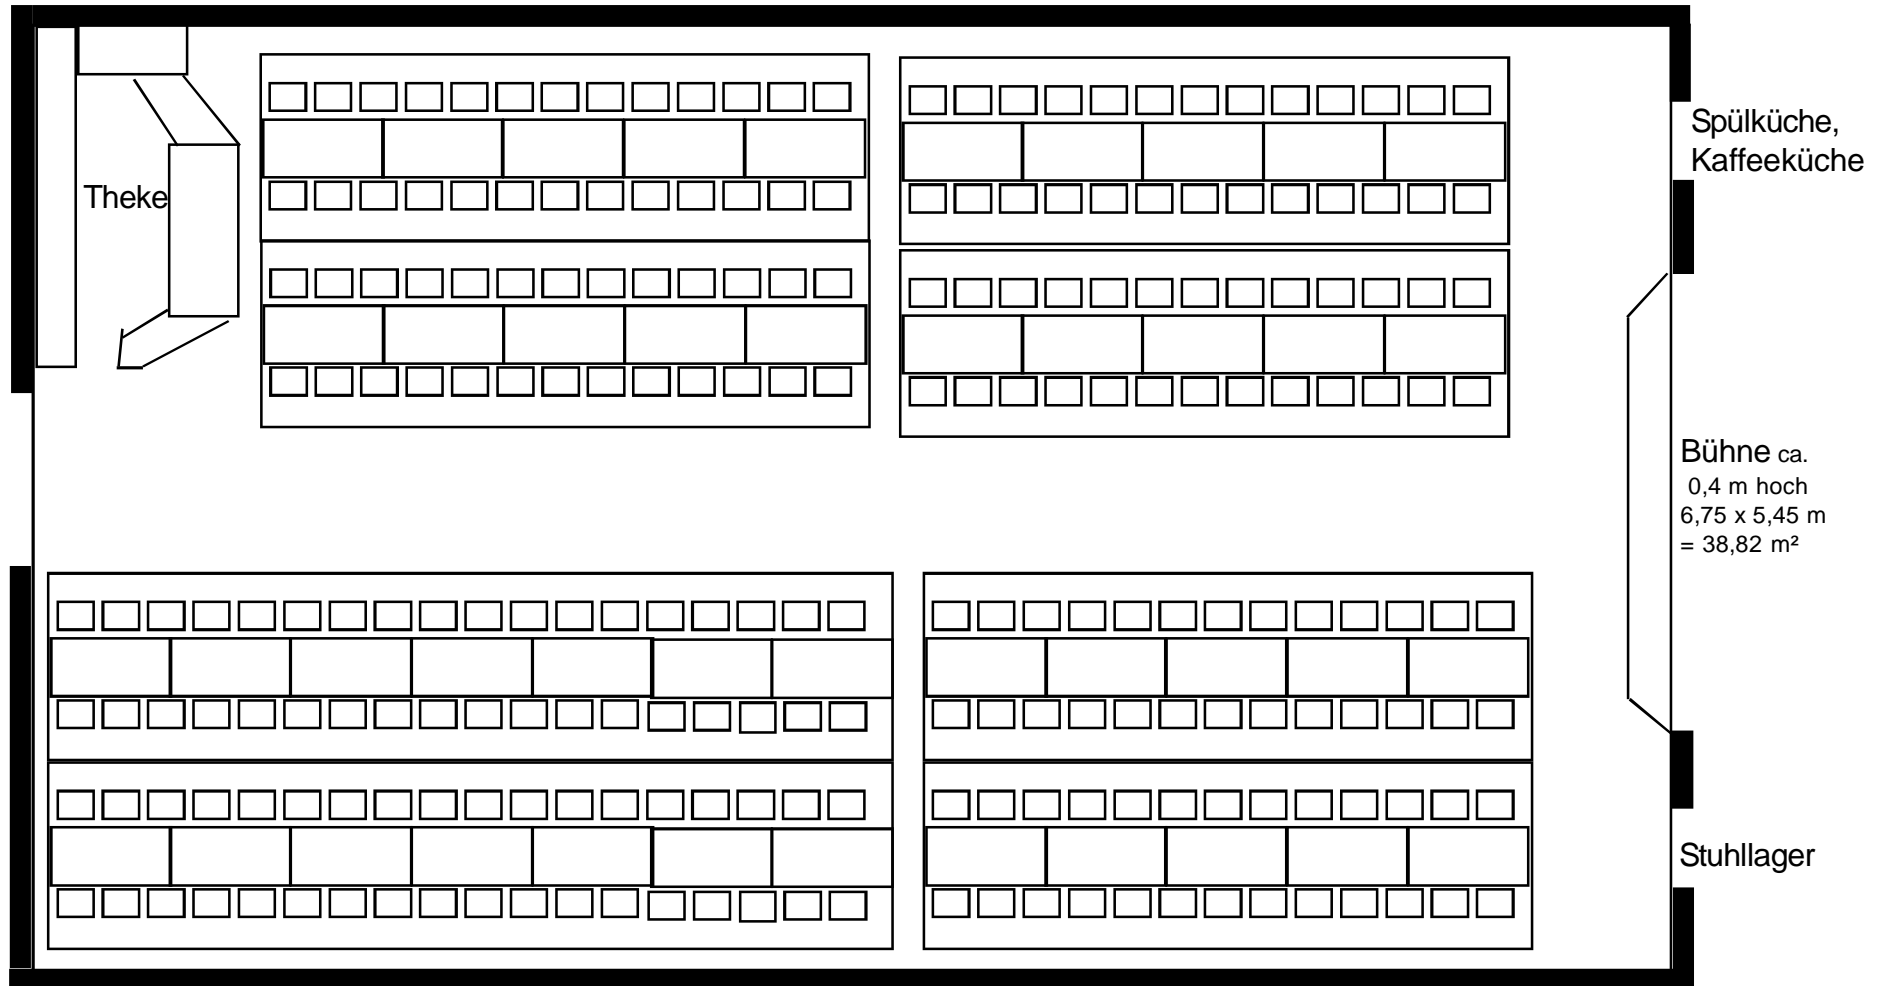 Spülküche,
Kaffeeküche
Theke
Bühne ca.
0,4 m hoch
6,75 x 5,45 m
= 38,82 m²
Stuhllager